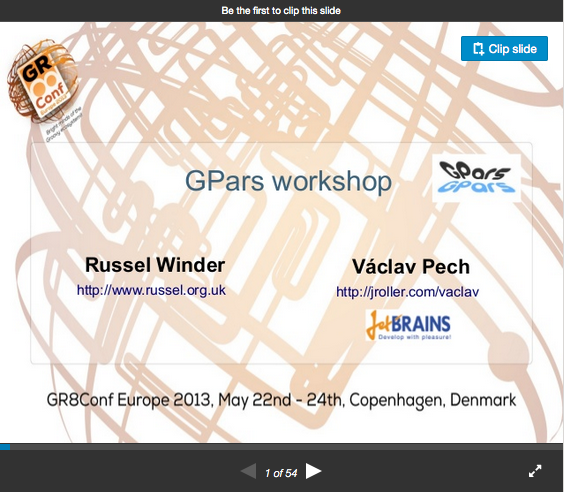 Be the first to clip this slide
Clip slide
GR
Conf
Bright minds of the
Groovy ecosystem
GPars workshop
GPars
GPars
Russel Winder
http://www.russel.org.uk
Václav Pech
http://jroller.com/vaclav
JetBRAINS
Develop with pleasure!
GR8Conf Europe 2013, May 22nd - 24th, Copenhagen, Denmark
1 of 54